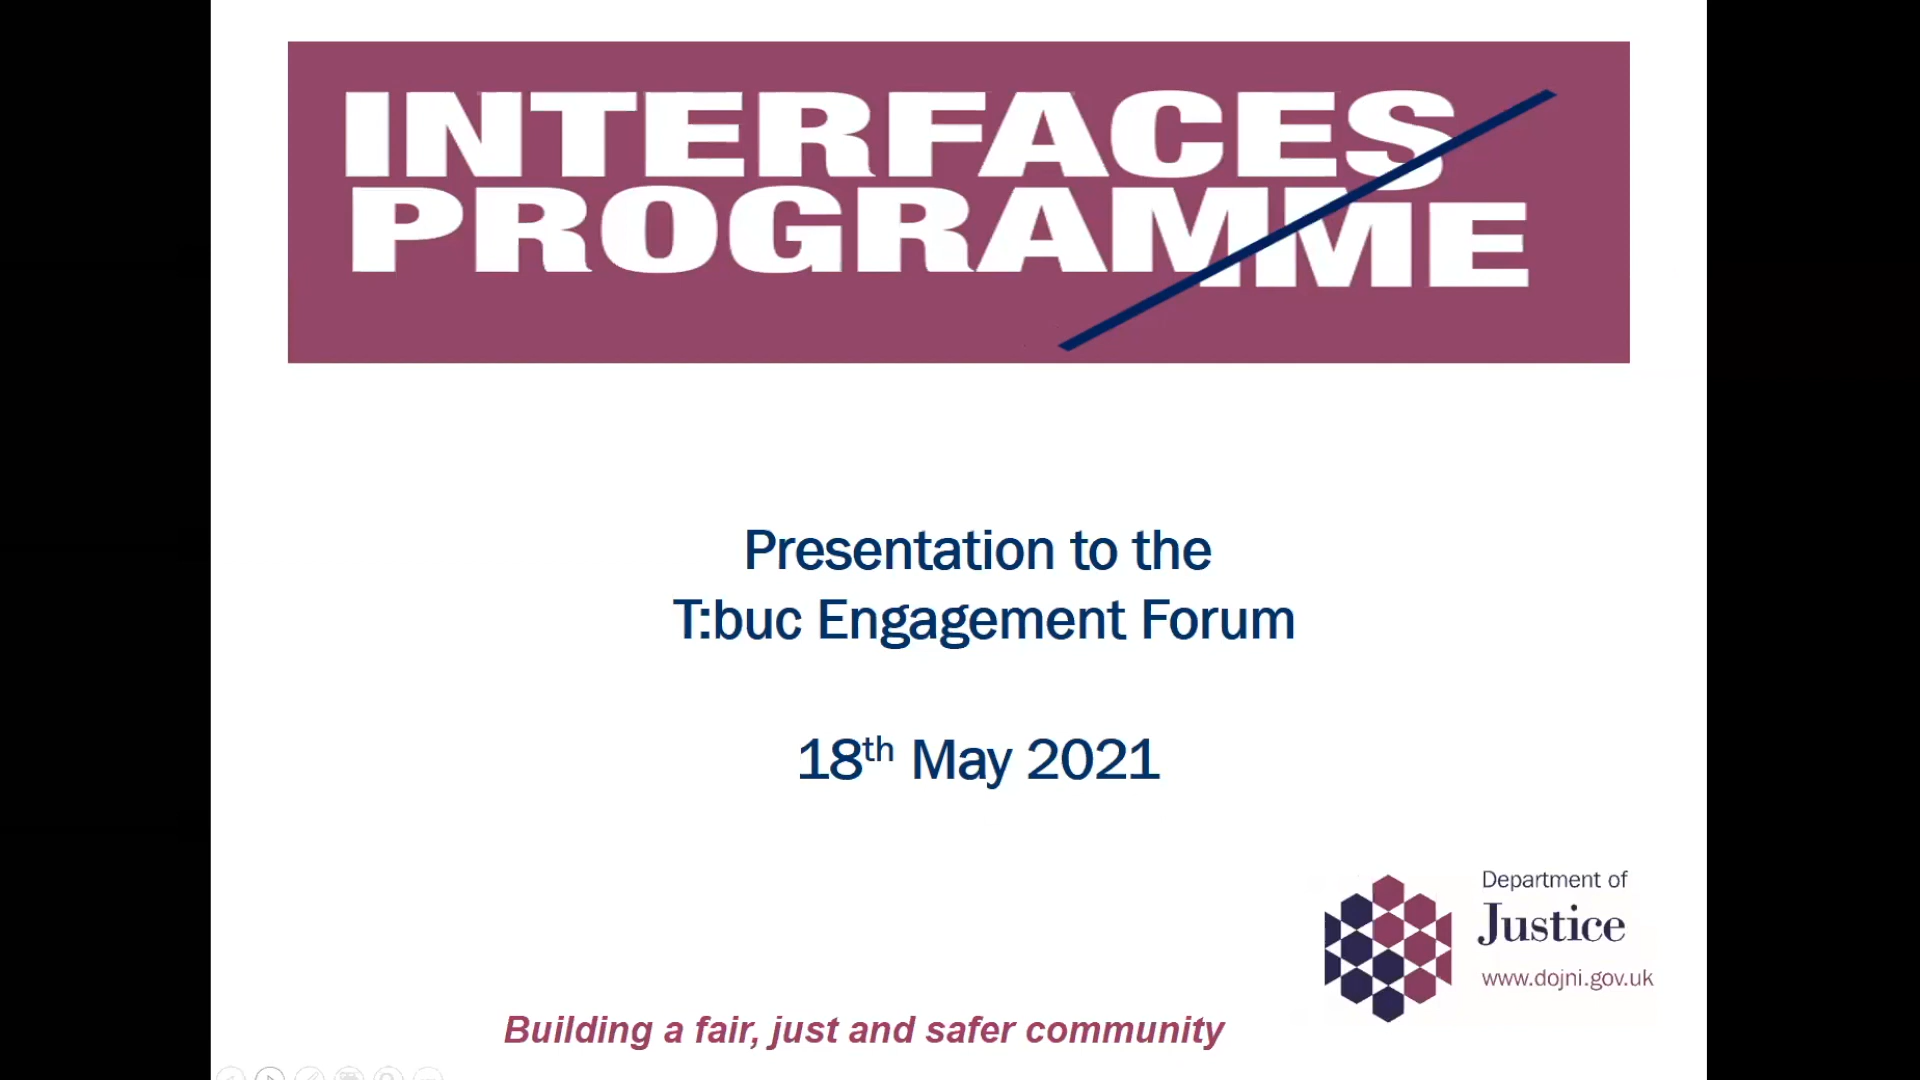 INTERFACES
PROGRAMME
Presentation to the
T:buc Engagement Forum
18th May 2021
Department of
Justice
www.dojni.gov.uk
Building a fair, just and safer community